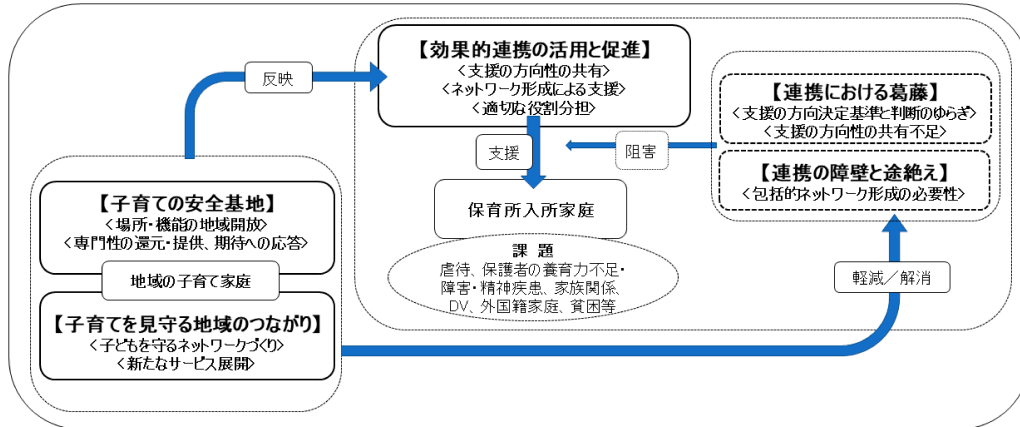 【効果的連携の活用と促進】
<支援の方向性の共有>
<ネットワーク形成による支援>
<適切な役割分担>
反映
【連携における葛藤】
<支援の方向決定基準と判断のゆらぎ>
<支援の方向性の共有不足>
支援
阻害
【連携の障壁と途絶え】
<包括的ネットワーク形成の必要性>
【子育ての安全基地】
<場所・機能の地域開放>
<専門性の還元・提供、期待への応答>
保育所入所家庭
課題
虐待、保護者の養育力不足・
障害・精神疾患、家族関係、
DV、外国籍家庭、貧困等
地域の子育て家庭
軽減／解消
【子育てを見守る地域のつながり】
<子どもを守るネットワークづくり>
<新たなサービス展開>